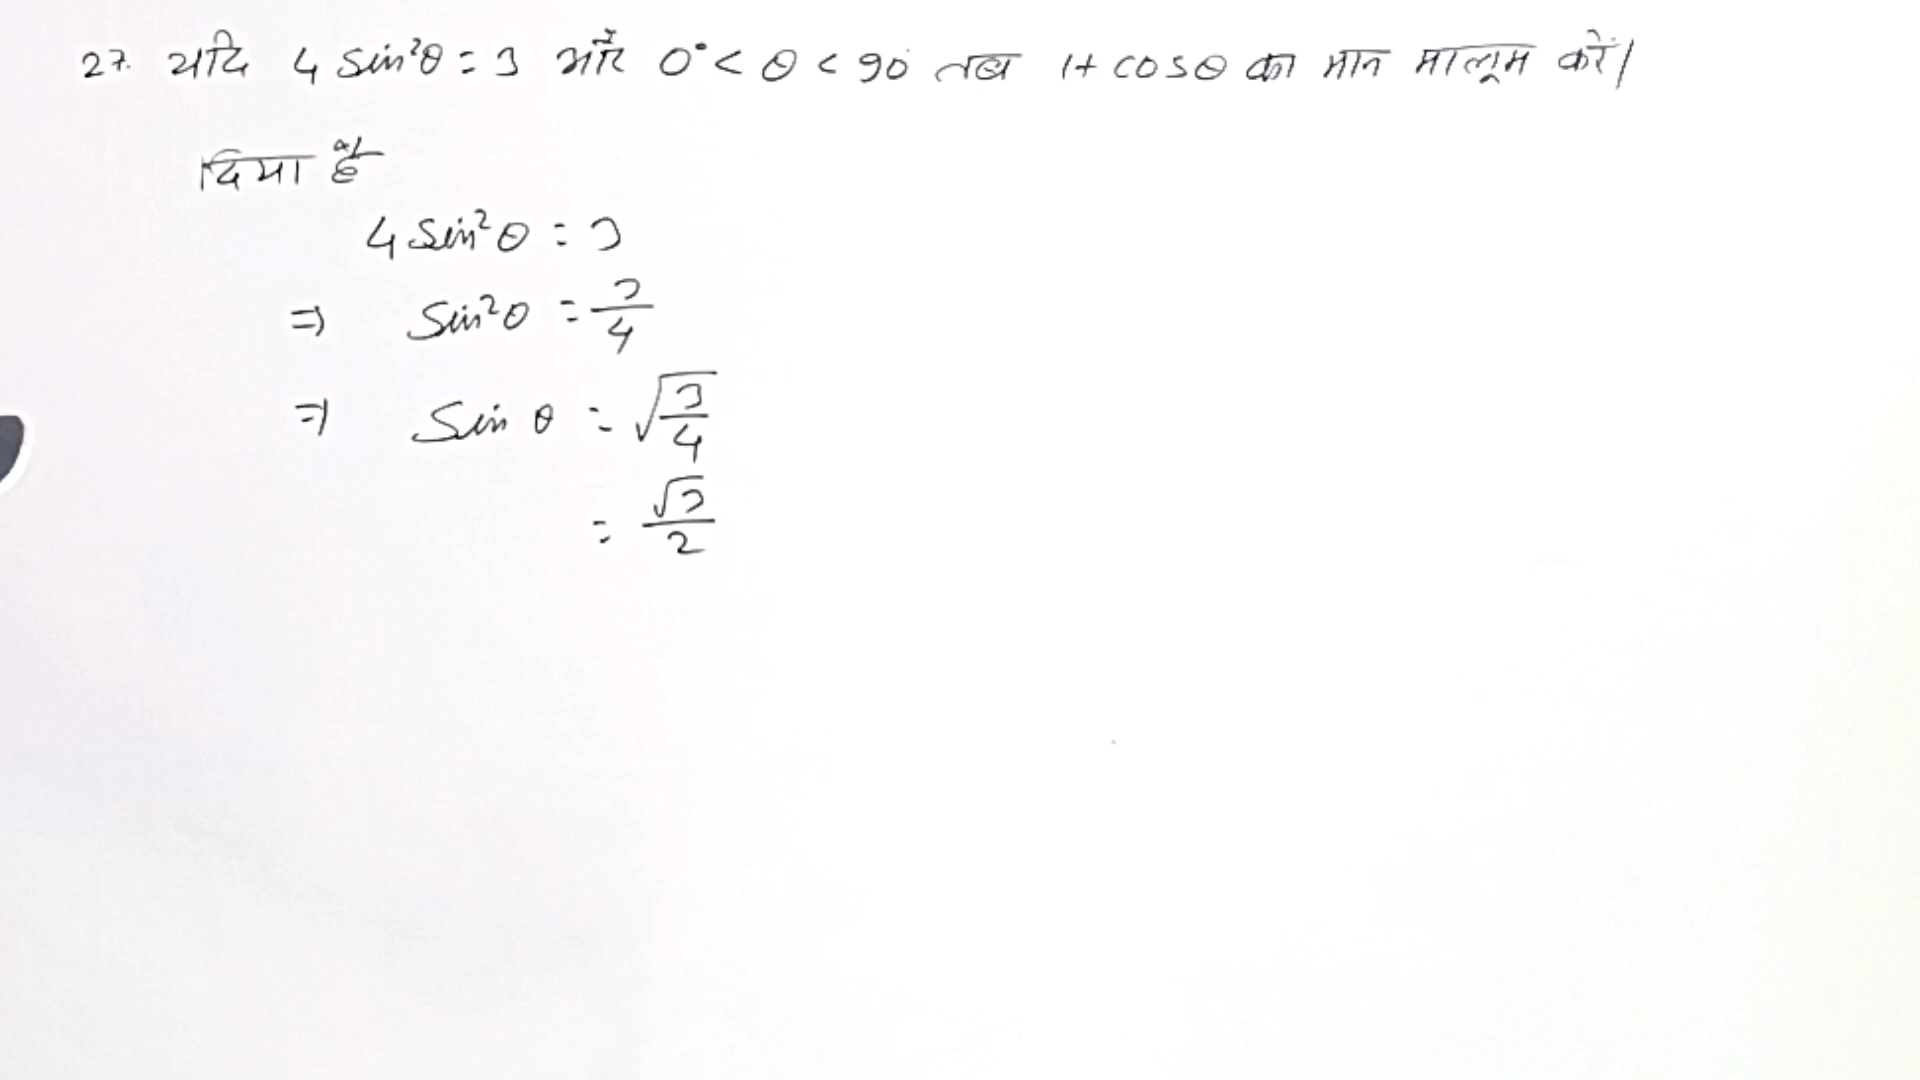 27. यदि 4 sin²θ = 3 और 0° < θ < 90° तब 1 + cosθ का मान मालूम करें।
दिया है
4 sin²θ = 3
⇒ sin²θ = 3/4
⇒ sin θ = √(3/4)
= √3/2